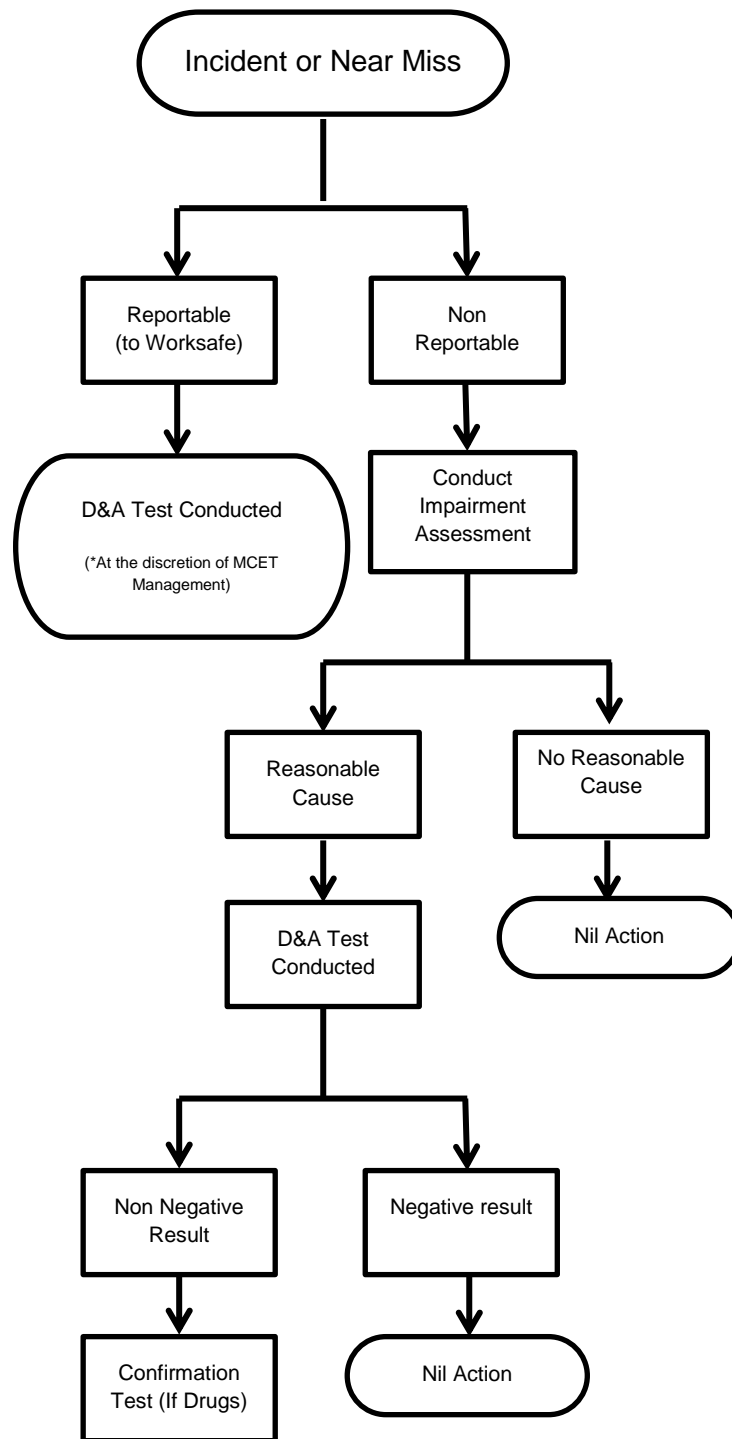 Incident or Near Miss
Reportable
(to Worksafe)
Non
Reportable
D&A Test Conducted
(*At the discretion of MCET
Management)
Conduct
Impairment
Assessment
Reasonable
Cause
No Reasonable
Cause
D&A Test
Conducted
Nil Action
Non Negative
Result
Negative result
Confirmation
Test (If Drugs)
Nil Action